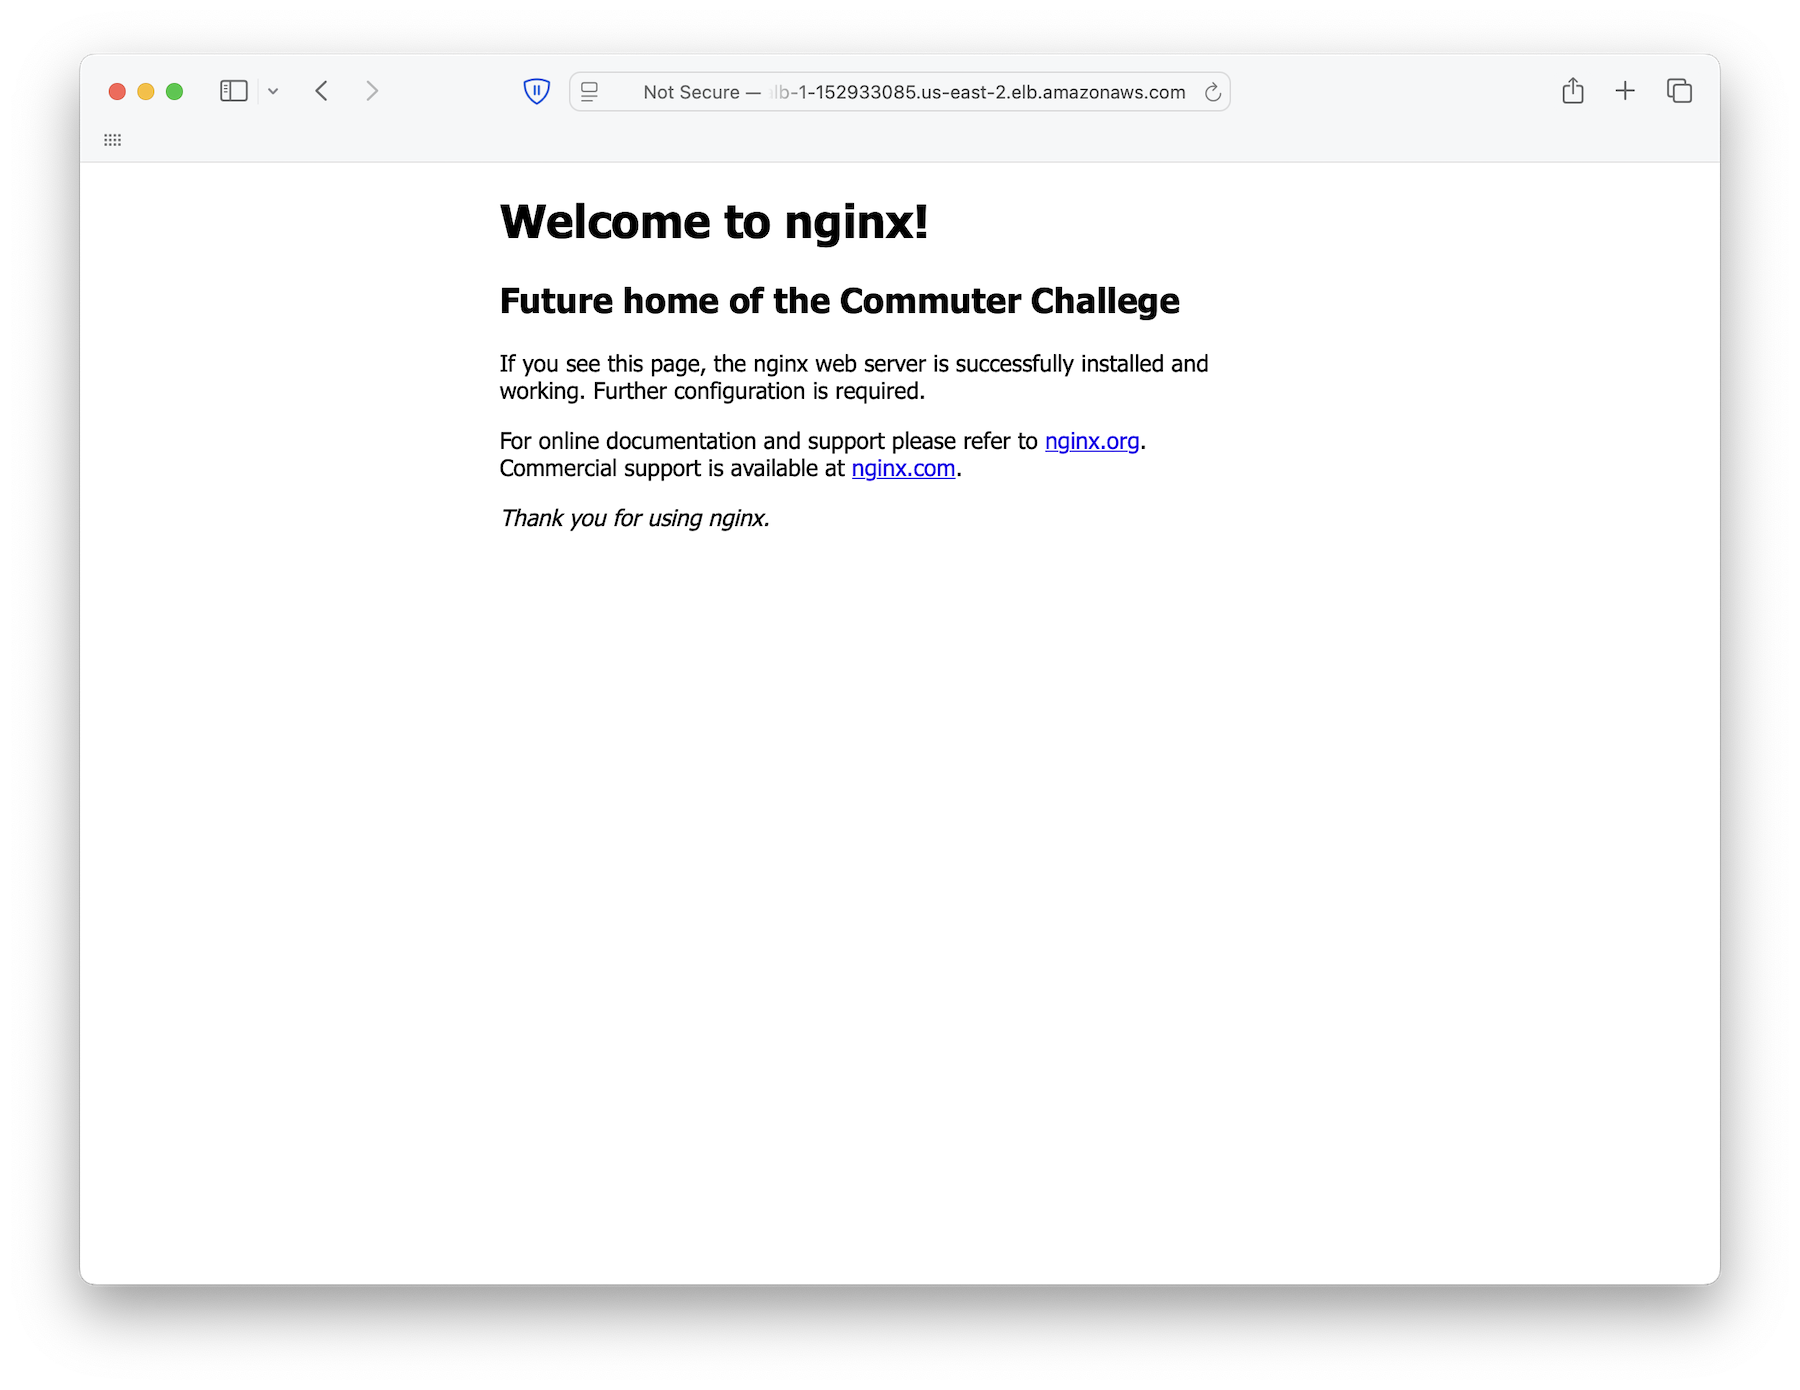 Not Secure — lb-1-152933085.us-east-2.elb.amazonaws.com
Welcome to nginx!
Future home of the Commuter Challege
If you see this page, the nginx web server is successfully installed and
working. Further configuration is required.
For online documentation and support please refer to nginx.org.
Commercial support is available at nginx.com.
Thank you for using nginx.